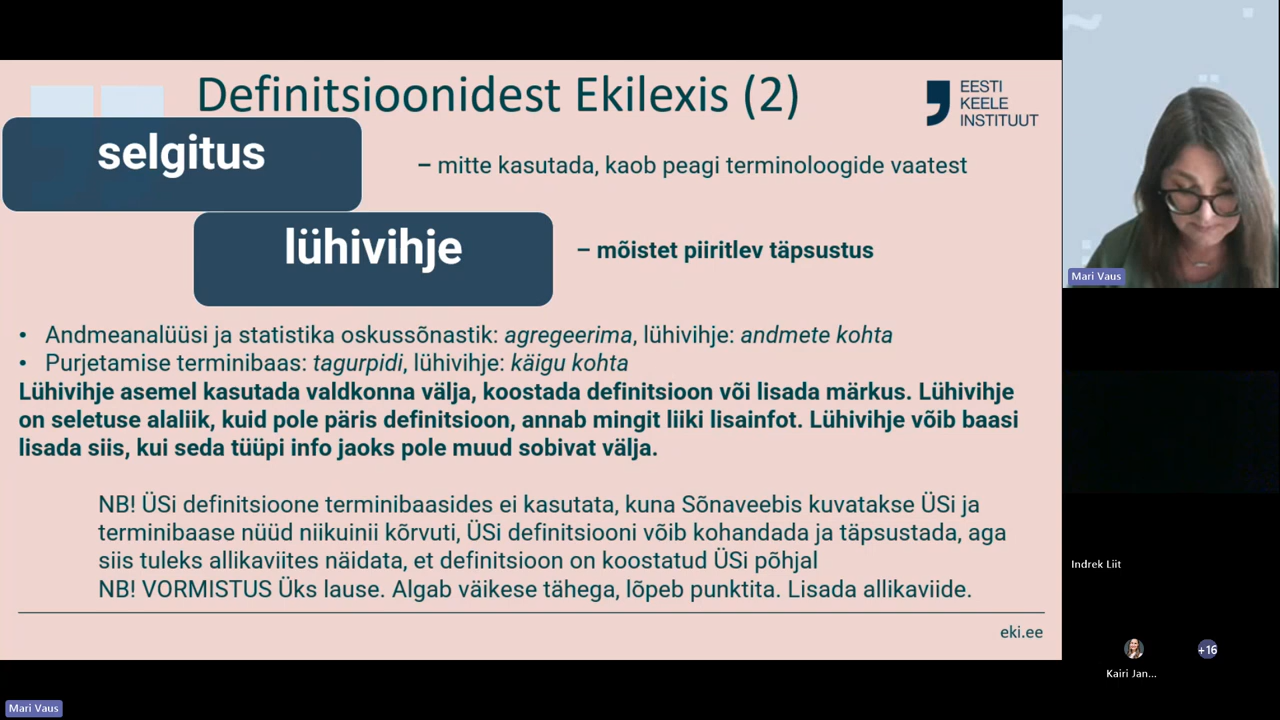 Definitsioonidest Ekilexis (2)
EESTI
KEELE
INSTITUUT
selgitus
– mitte kasutada, kaob peagi terminoloogide vaatest
lühivihje
– mõistet piiritlev täpsustus
• Andmeanalüüsi ja statistika oskussõnastik: agregeerima, lühivihje: andmete kohta
• Purjetamise terminibaas: tagurpidi, lühivihje: käigu kohta
Lühivihje asemel kasutada valdkonna välja, koostada definitsioon või lisada märkus. Lühivihje
on seletuse alaliik, kuid pole päris definitsioon, annab mingit liiki lisainfot. Lühivihje võib baasi
lisada siis, kui seda tüüpi info jaoks pole muud sobivat välja.
NB! ÜSi definitsioone terminibaasides ei kasutata, kuna Sõnaveebis kuvatakse ÜSi ja
terminibaase nüüd niikuinii kõrvuti, ÜSi definitsiooni võib kohandada ja täpsustada, aga
siis tuleks allikaviites näidata, et definitsioon on koostatud ÜSi põhjal
NB! VORMISTUS Üks lause. Algab väikese tähega, lõpeb punktita. Lisada allikaviide.
eki.ee
Mari Vaus
Indrek Liit
Kairi Jan...
+16
Mari Vaus